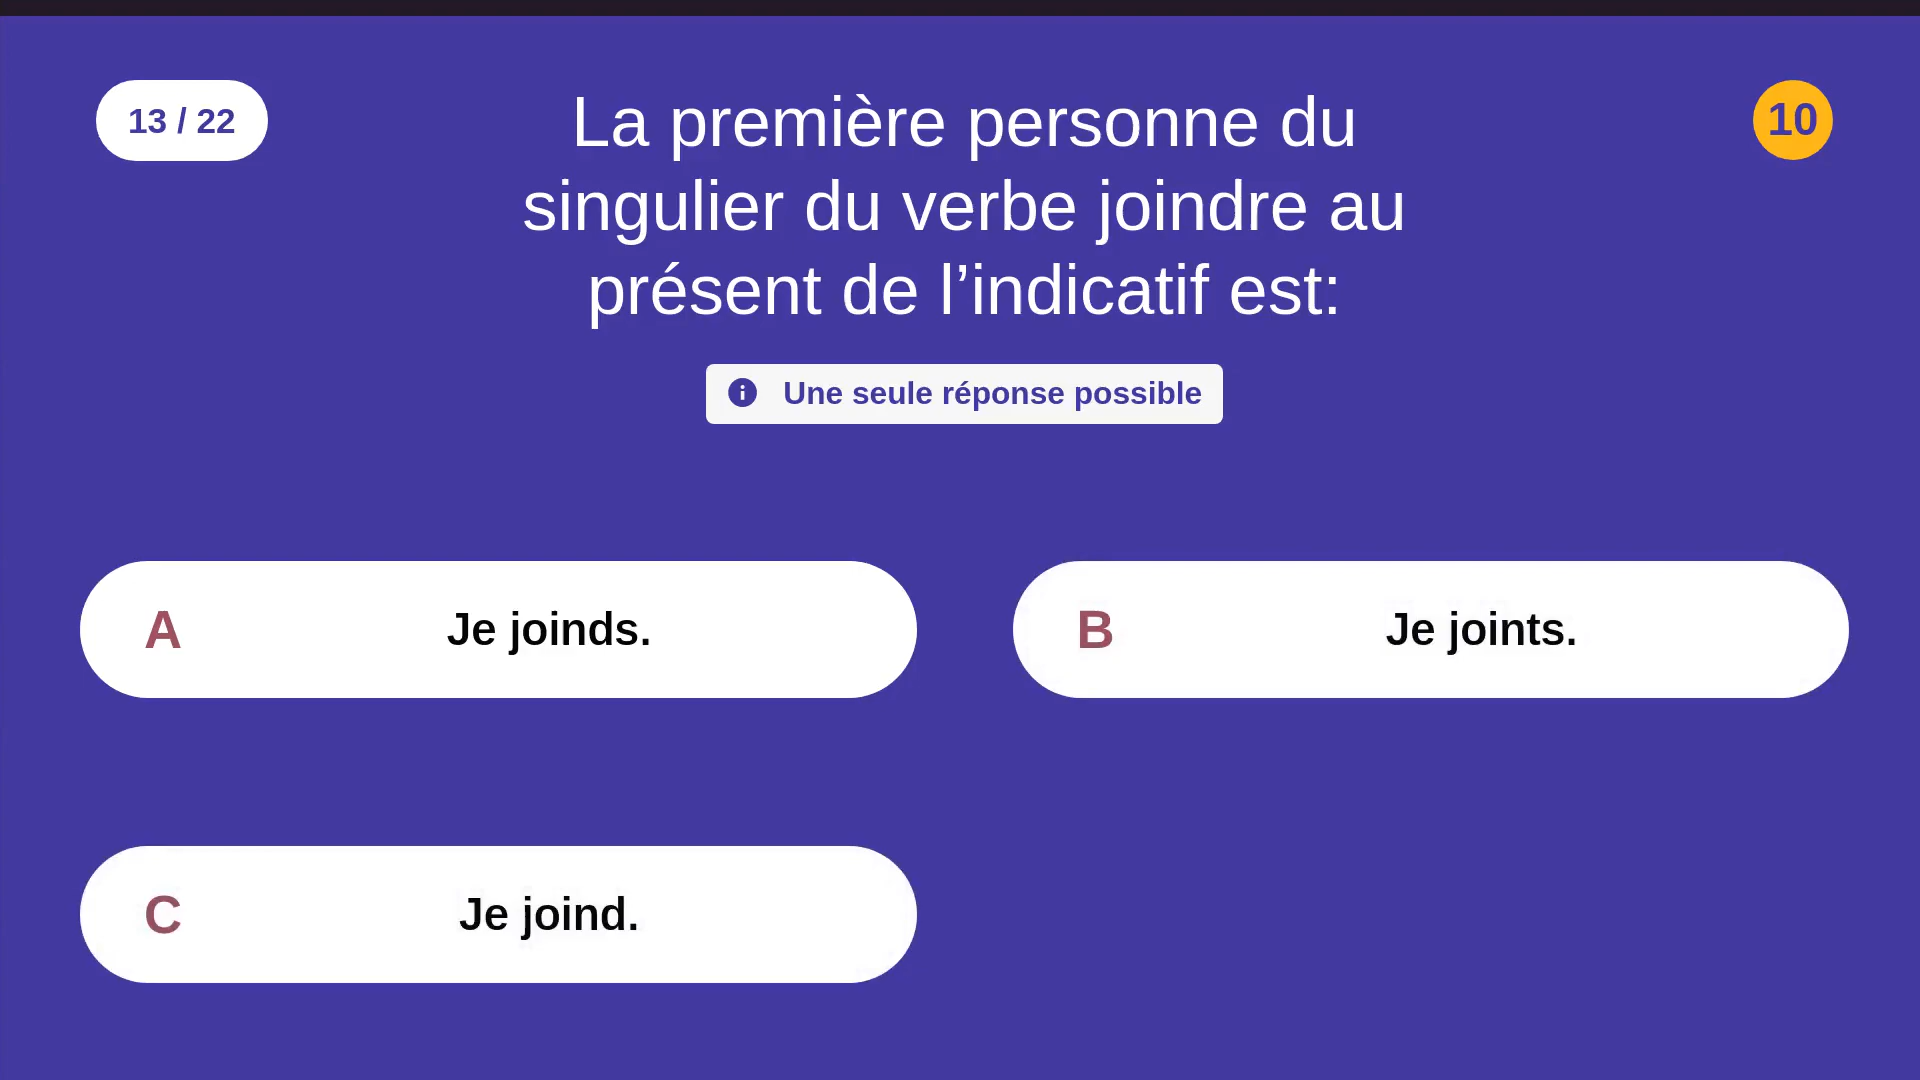 13 / 22
La première personne du
singulier du verbe joindre au
présent de l’indicatif est:
10
Une seule réponse possible
A Je joinds.
B Je joints.
C Je joind.